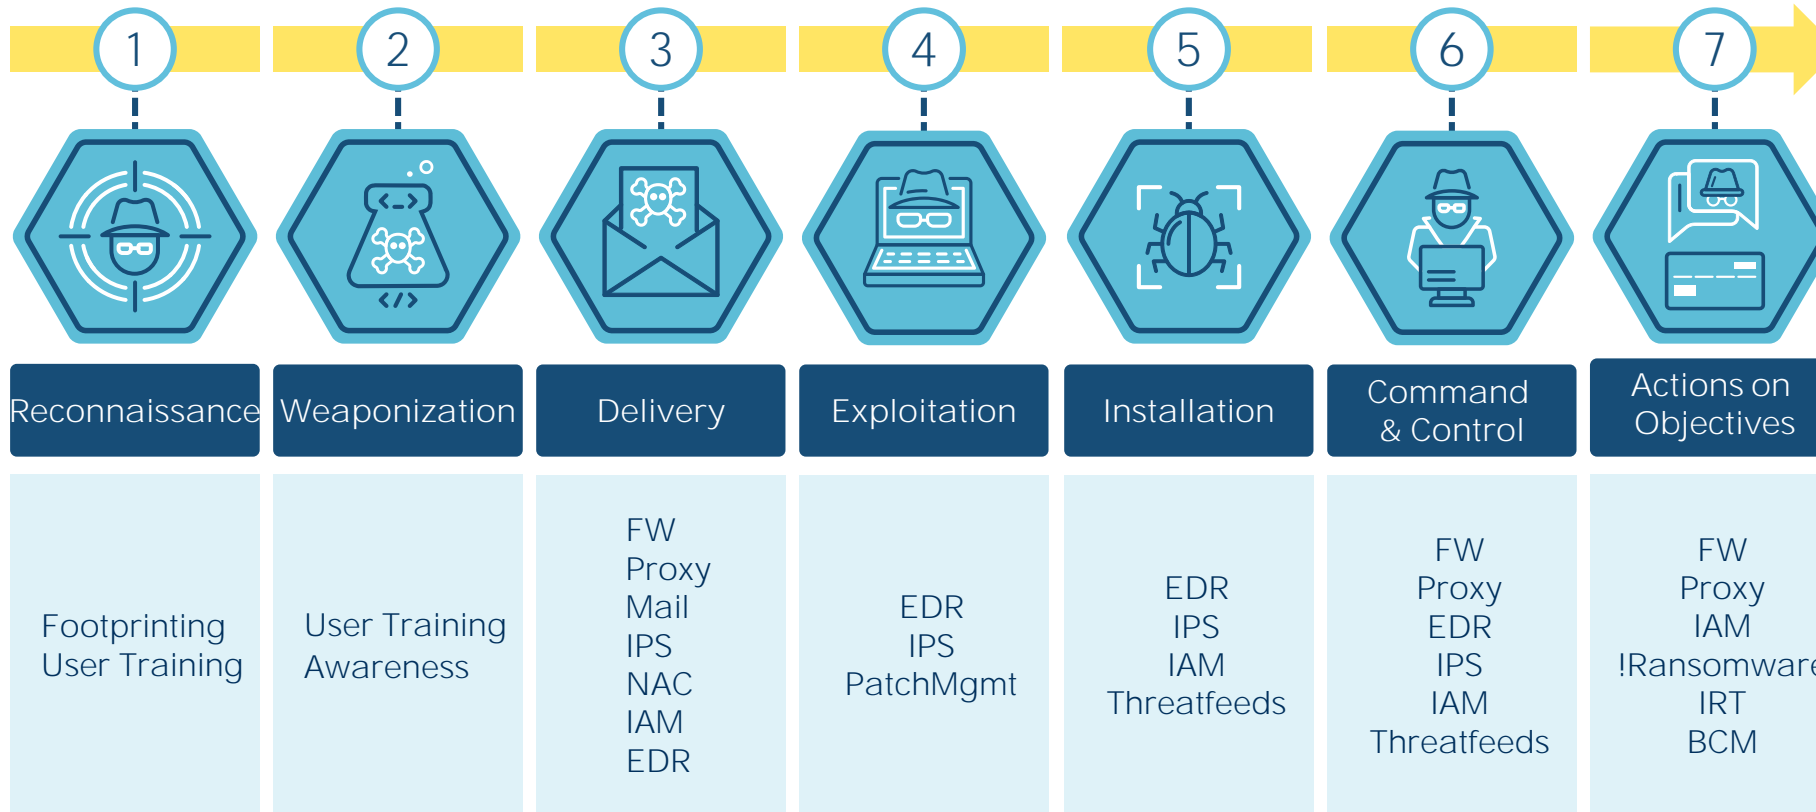 1
2
3
4
5
6
7
<->
</>
Reconnaissance
Weaponization
Delivery
Exploitation
Installation
Command
& Control
Actions on
Objectives
Footprinting
User Training
User Training
Awareness
FW
Proxy
Mail
IPS
NAC
IAM
EDR
EDR
IPS
PatchMgmt
EDR
IPS
IAM
Threatfeeds
FW
Proxy
EDR
IPS
IAM
Threatfeeds
FW
Proxy
IAM
!Ransomware
IRT
BCM